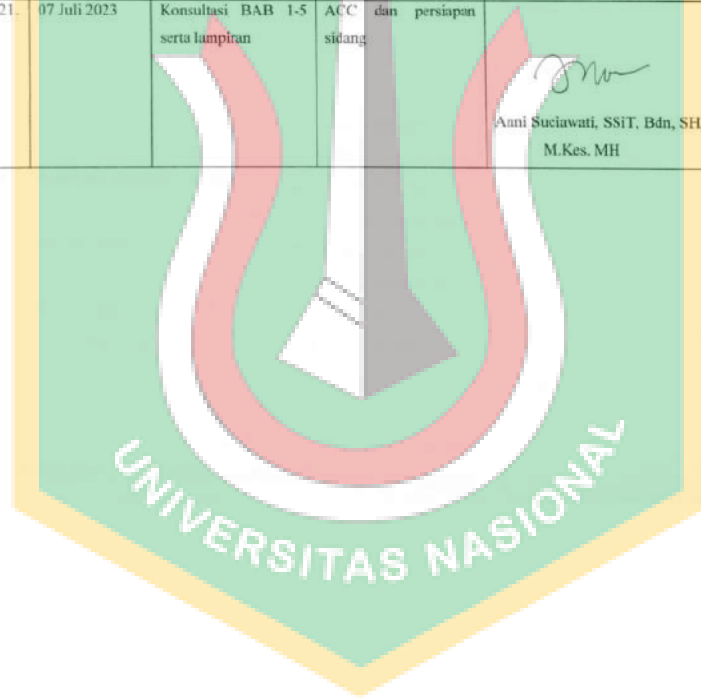 21. 07 Juli 2023 Konsultasi BAB 1-5 ACC dan persiapan
serta lampiran sidang
Anni Suciawati, SSiT, Bdn, SH
M.Kes. MH
UNIVERSITAS NASIONAL